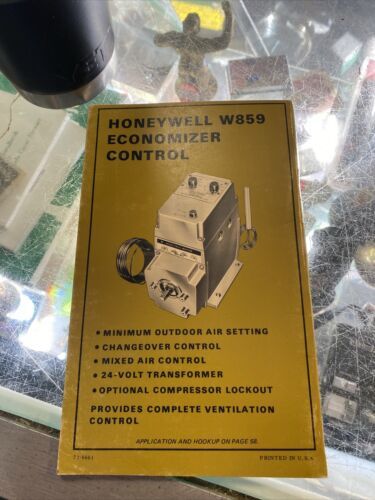 HONEYWELL W859
ECONOMIZER
CONTROL
• MINIMUM OUTDOOR AIR SETTING
• CHANGEOVER CONTROL
• MIXED AIR CONTROL
• 24-VOLT TRANSFORMER
• OPTIONAL COMPRESSOR LOCKOUT
PROVIDES COMPLETE VENTILATION
CONTROL
APPLICATION AND HOOKUP ON PAGE 58.
PRINTED IN U.S.A.